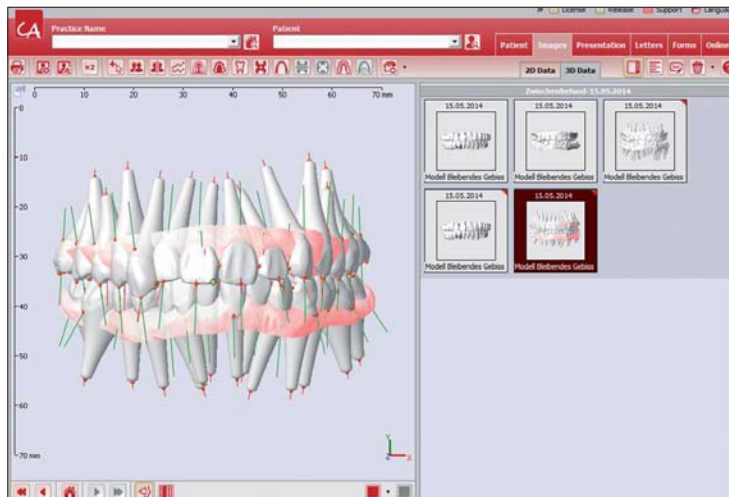 License Release Support Langua
CA
Practice Name Patient
Patient Images Presentation Letters Forms Online
x2
2D Data 3D Data
Zwischenbefund-15.05.2014
0 10 20 30 40 50 60 70 mm
0
10
20
30
40
50
60
70 mm
Y
Z X
15.05.2014 15.05.2014 15.05.2014
Modell Bleibendes Gebiss Modell Bleibendes Gebiss Modell Bleibendes Gebiss
15.05.2014 15.05.2014
Modell Bleibendes Gebiss Modell Bleibendes Gebiss